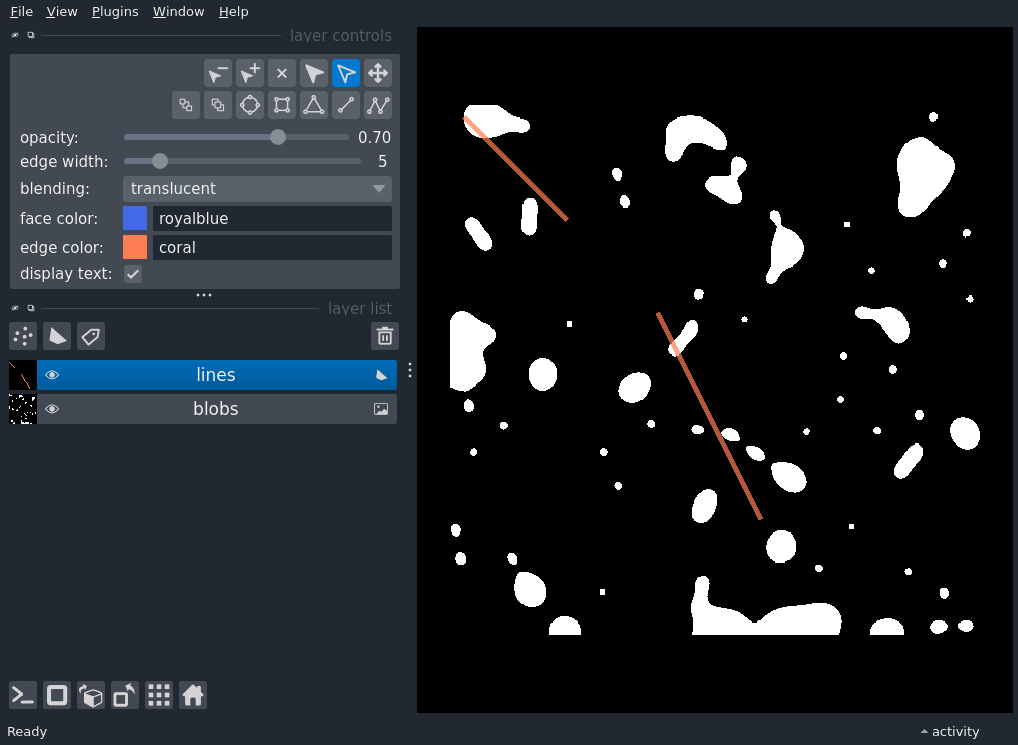 File View Plugins Window Help
layer controls
opacity: 0.70
edge width: 5
blending: translucent
face color: royalblue
edge color: coral
display text:
layer list
lines
blobs
Ready activity